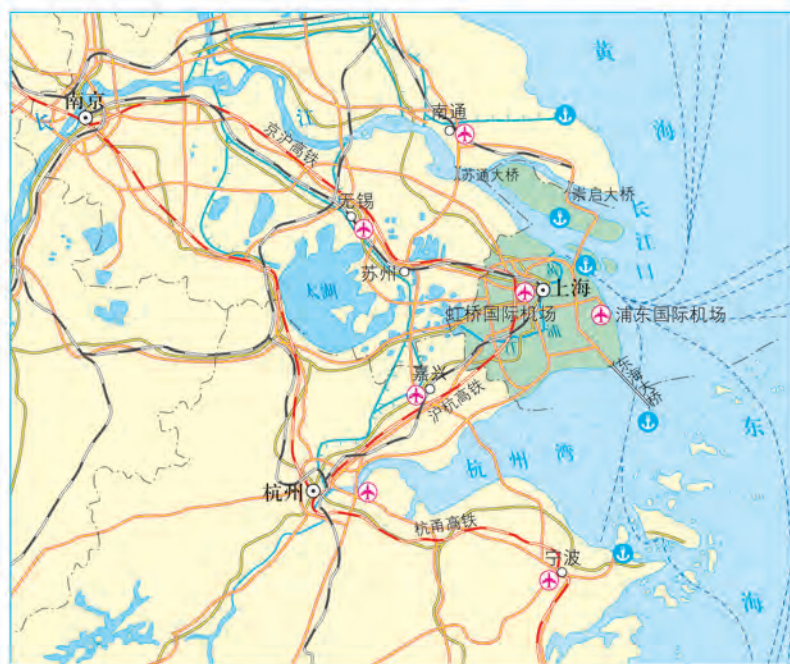 黄
海
南京
长
江
南通
京沪高铁
苏通大桥
崇启大桥
长
江
口
无锡
苏州
太湖
黄
浦
江
上海
虹桥国际机场
浦东国际机场
东海大桥
嘉兴
沪杭高铁
杭州湾
东
海
杭州
杭甬高铁
宁波